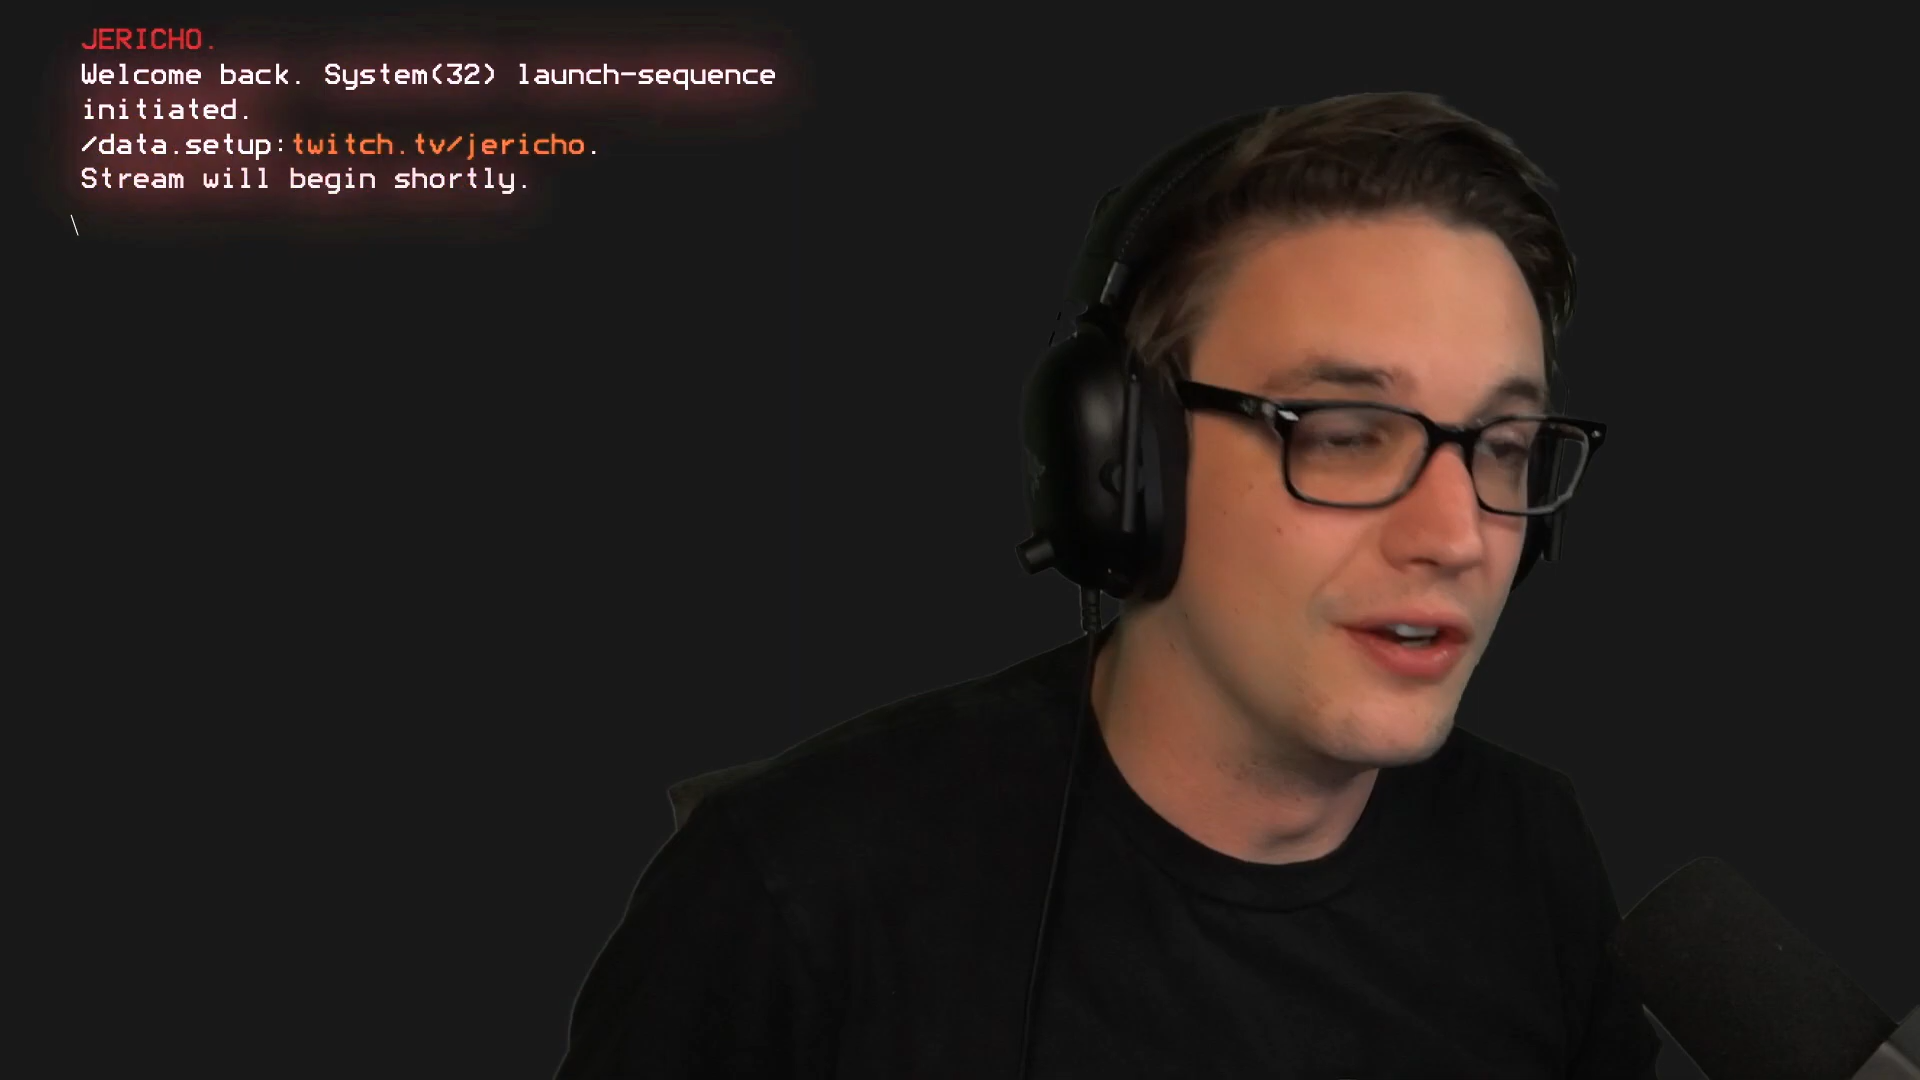 JERICHO.
Welcome back. System(32) launch-sequence
initiated.
/data.setup:twitch.tv/jericho.
Stream will begin shortly.
\